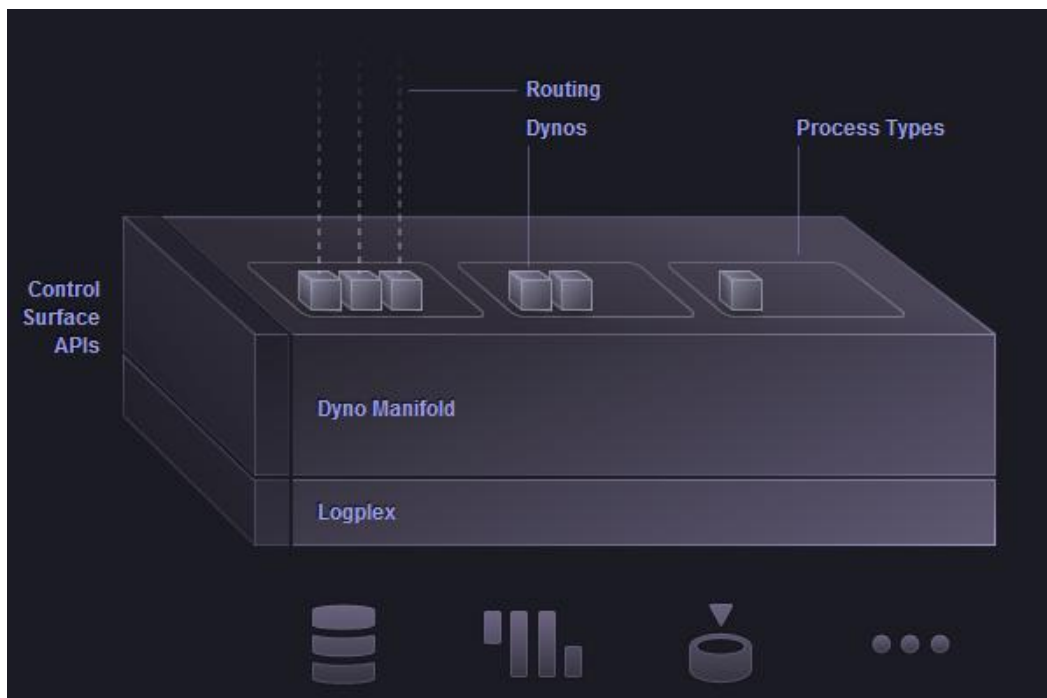 Routing
Dynos
Process Types
Control
Surface
APIs
Dyno Manifold
Logplex